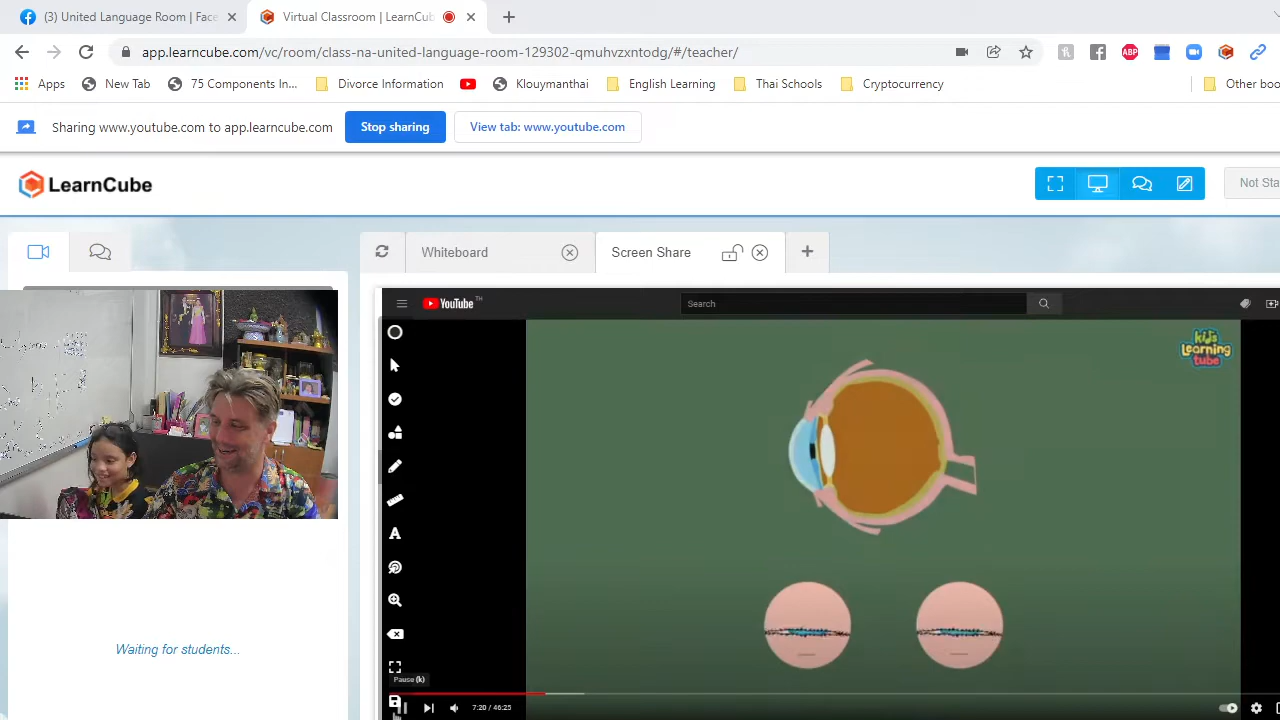 (3) United Language Room | Face
Virtual Classroom | LearnCube
app.learncube.com/vc/room/class-na-united-language-room-129302-qmuhvzxntodg/#/teacher/
ABP
Apps
New Tab
75 Components In...
Divorce Information
Klouymanthai
English Learning
Thai Schools
Cryptocurrency
Other boo
Sharing www.youtube.com to app.learncube.com
Stop sharing
View tab: www.youtube.com
LearnCube
Not Sta
Whiteboard
Screen Share
YouTube TH
Search
kids
Learning
tube
A
Waiting for students...
Pause (k)
7:20 / 46:25